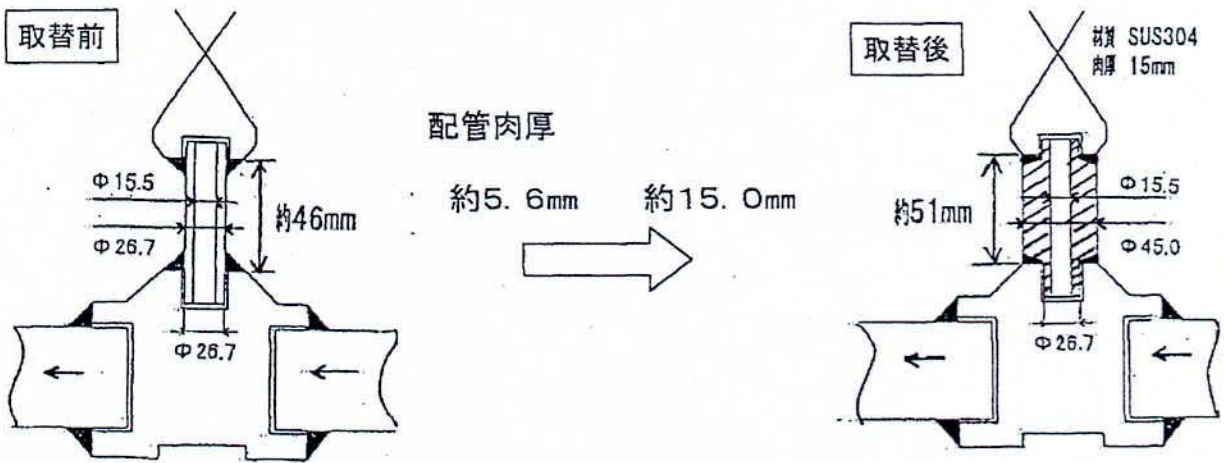 取替前
Φ15.5
Φ26.7
約46mm
Φ26.7
配管肉厚
約5.6mm
約15.0mm
取替後
材質 SUS304
肉厚 15mm
約51mm
Φ15.5
Φ45.0
Φ26.7